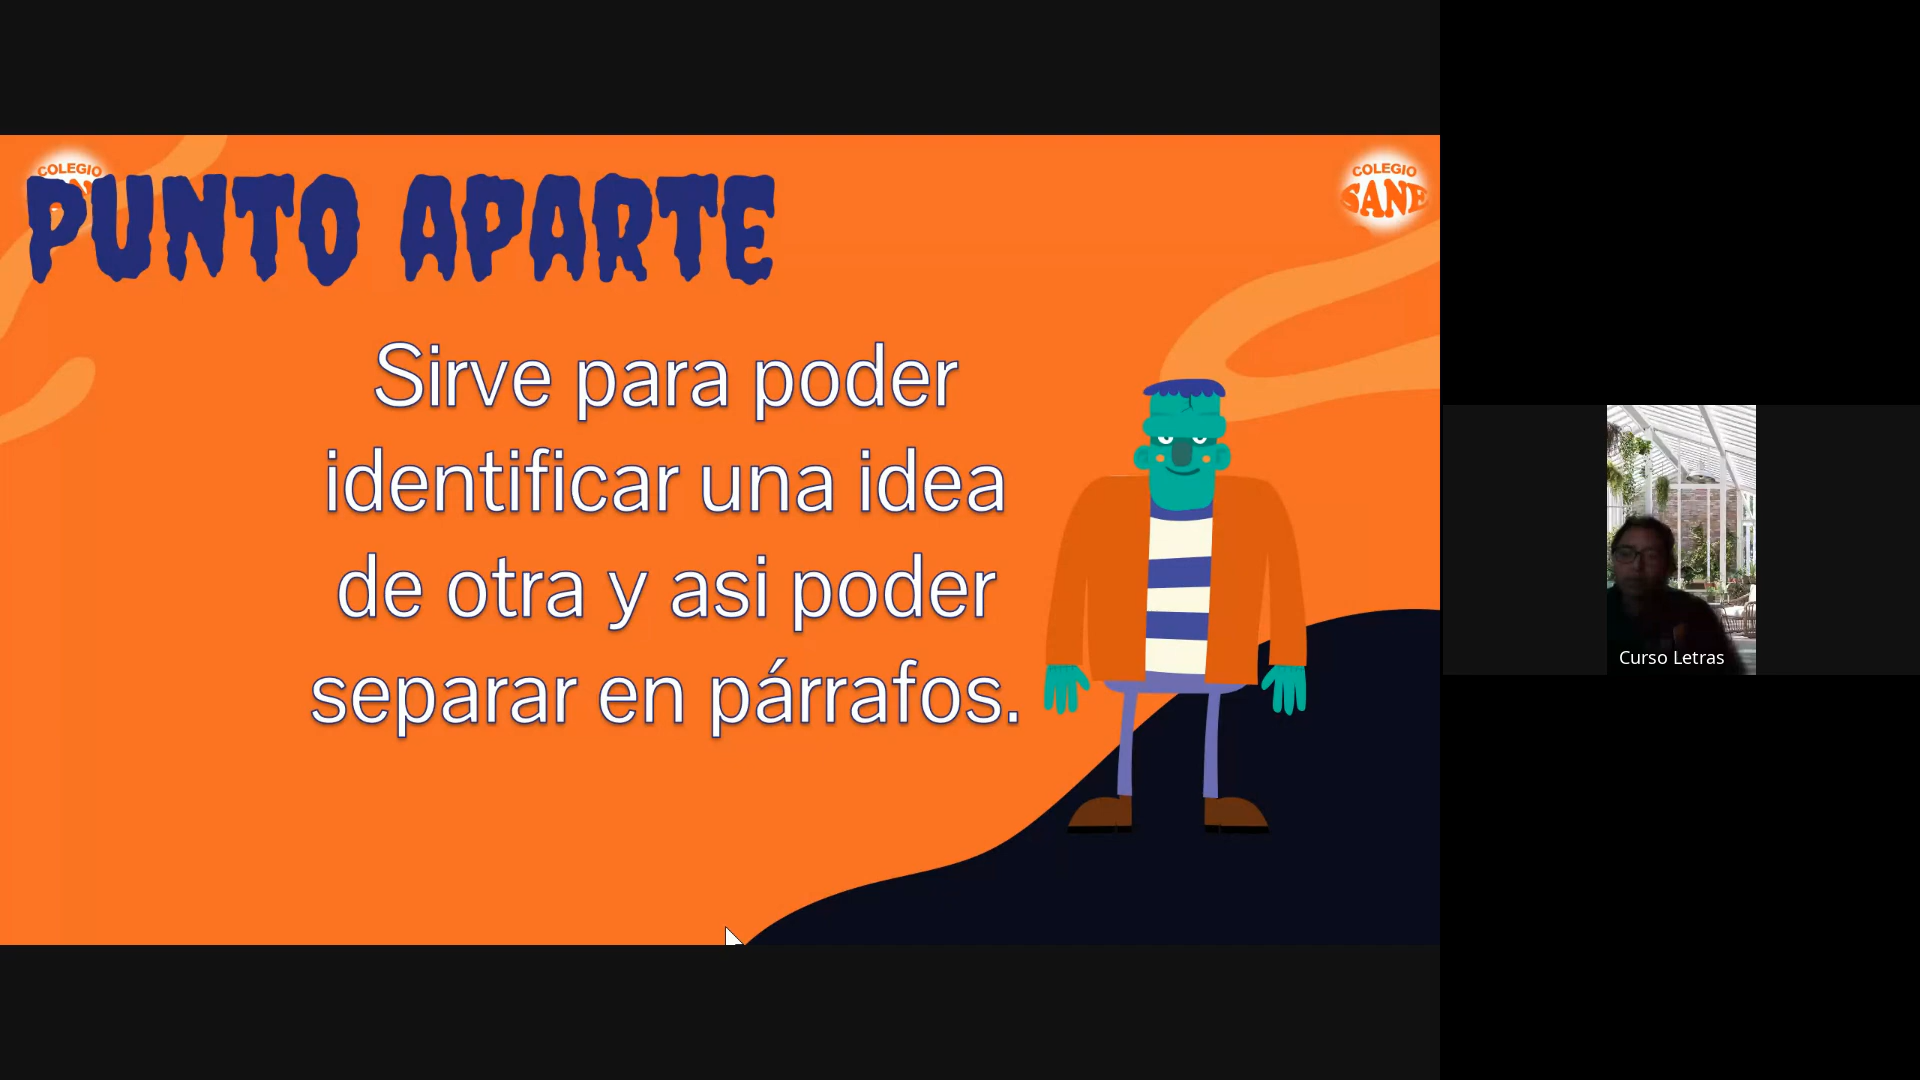 COLEGIO
PUNTO APARTE
COLEGIO
SANE
Sirve para poder
identificar una idea
de otra y asi poder
separar en párrafos.
Curso Letras